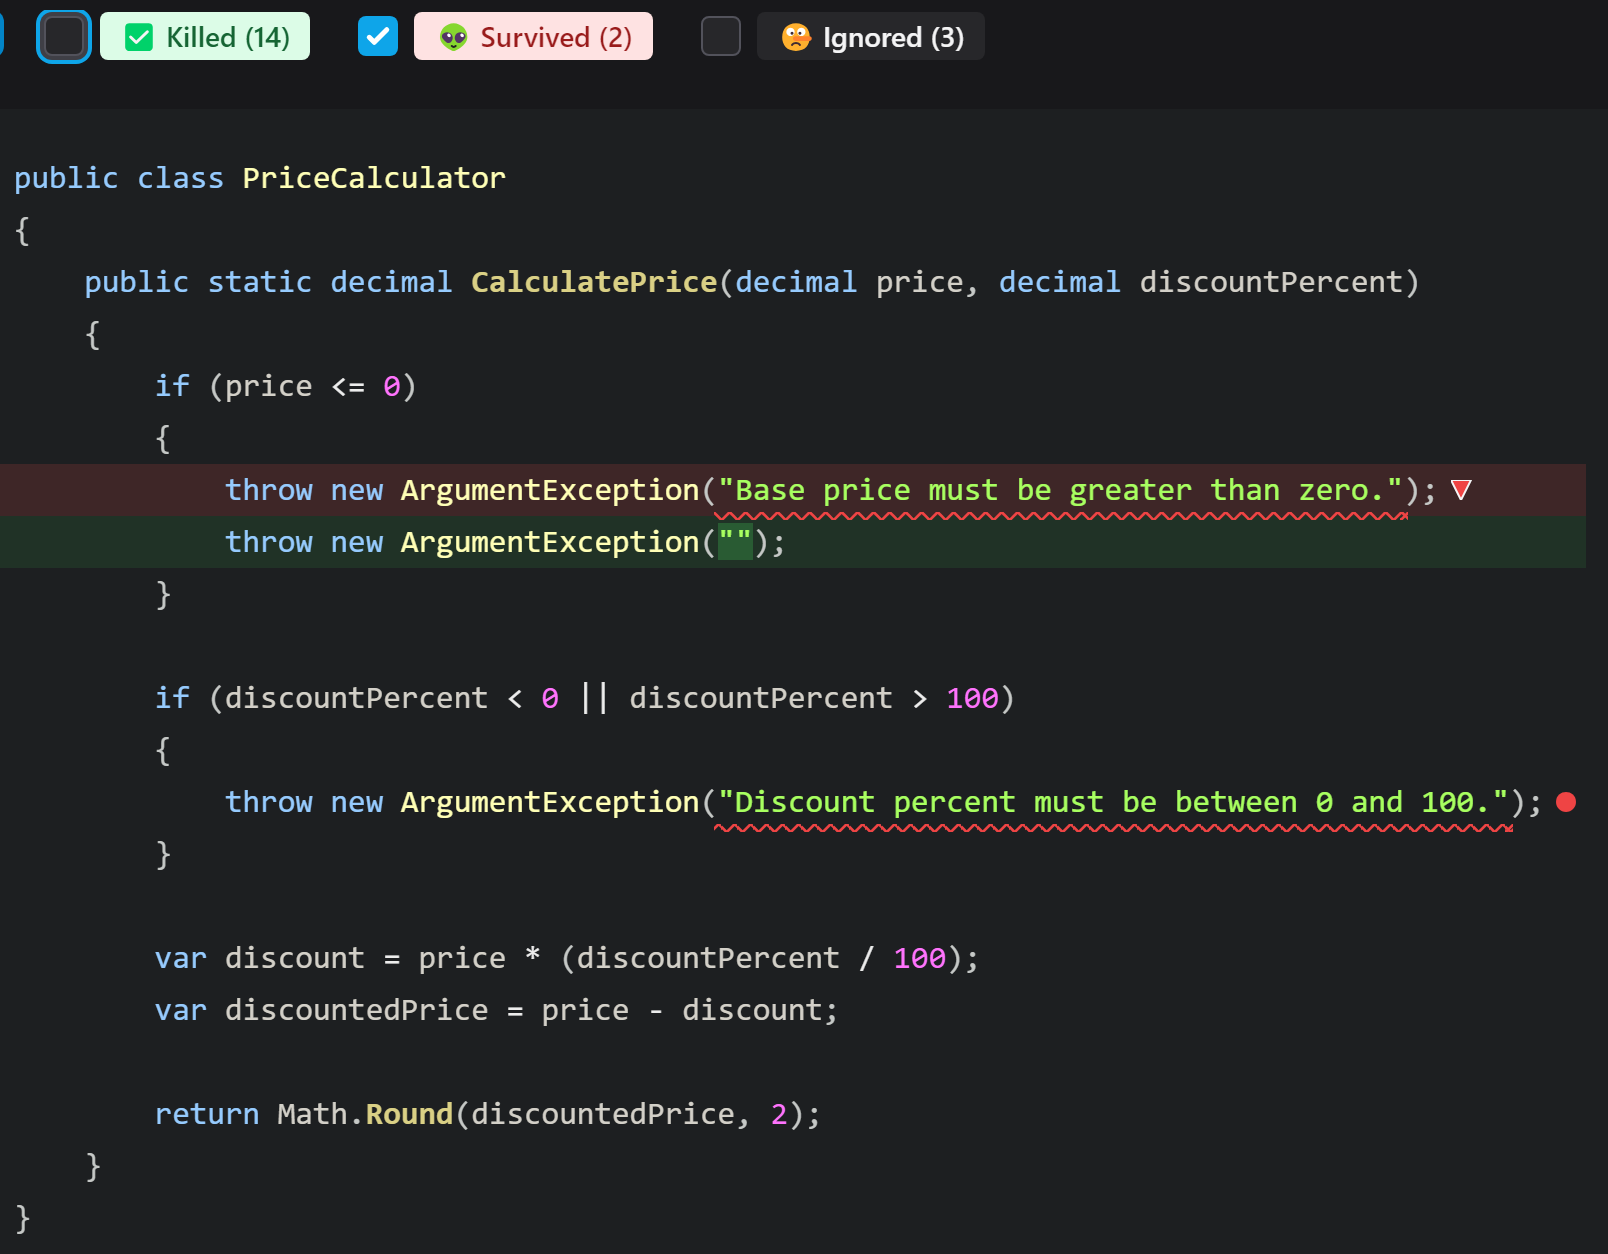 Killed (14) Survived (2) Ignored (3)
public class PriceCalculator
{
    public static decimal CalculatePrice(decimal price, decimal discountPercent)
    {
        if (price <= 0)
        {
            throw new ArgumentException("Base price must be greater than zero.");
            throw new ArgumentException("");
        }
        if (discountPercent < 0 || discountPercent > 100)
        {
            throw new ArgumentException("Discount percent must be between 0 and 100.");
        }
        var discount = price * (discountPercent / 100);
        var discountedPrice = price - discount;
        return Math.Round(discountedPrice, 2);
    }
}